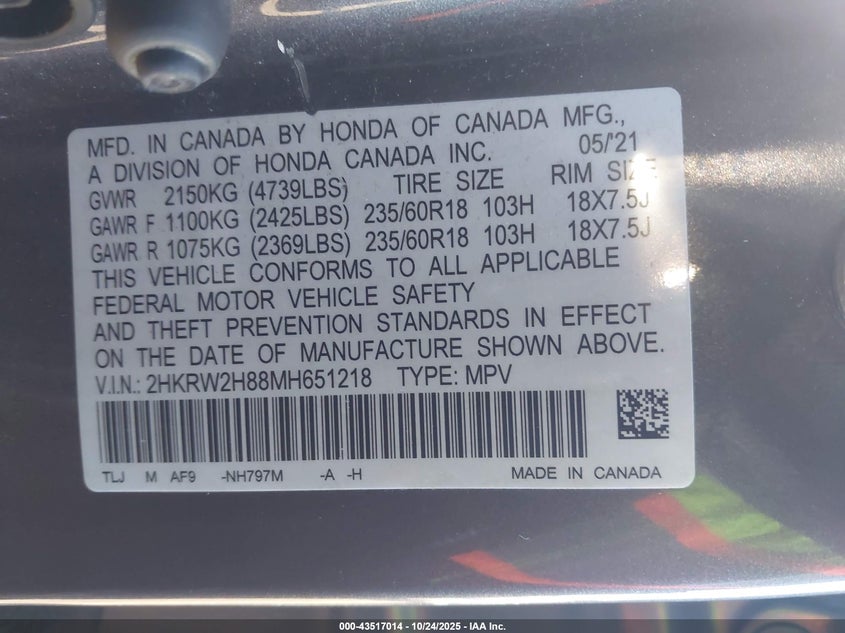 MFD. IN CANADA BY HONDA OF CANADA MFG.,
A DIVISION OF HONDA CANADA INC. 05/'21
GVWR 2150KG (4739LBS) TIRE SIZE RIM SIZE
GAWR F 1100KG (2425LBS) 235/60R18 103H 18X7.5J
GAWR R 1075KG (2369LBS) 235/60R18 103H 18X7.5J
THIS VEHICLE CONFORMS TO ALL APPLICABLE
FEDERAL MOTOR VEHICLE SAFETY
AND THEFT PREVENTION STANDARDS IN EFFECT
ON THE DATE OF MANUFACTURE SHOWN ABOVE.
V.I.N.: 2HKRW2H88MH651218 TYPE: MPV
TLJ M AF9 -NH797M -A -H MADE IN CANADA
000-43517014 - 10/24/2025 - IAA Inc.